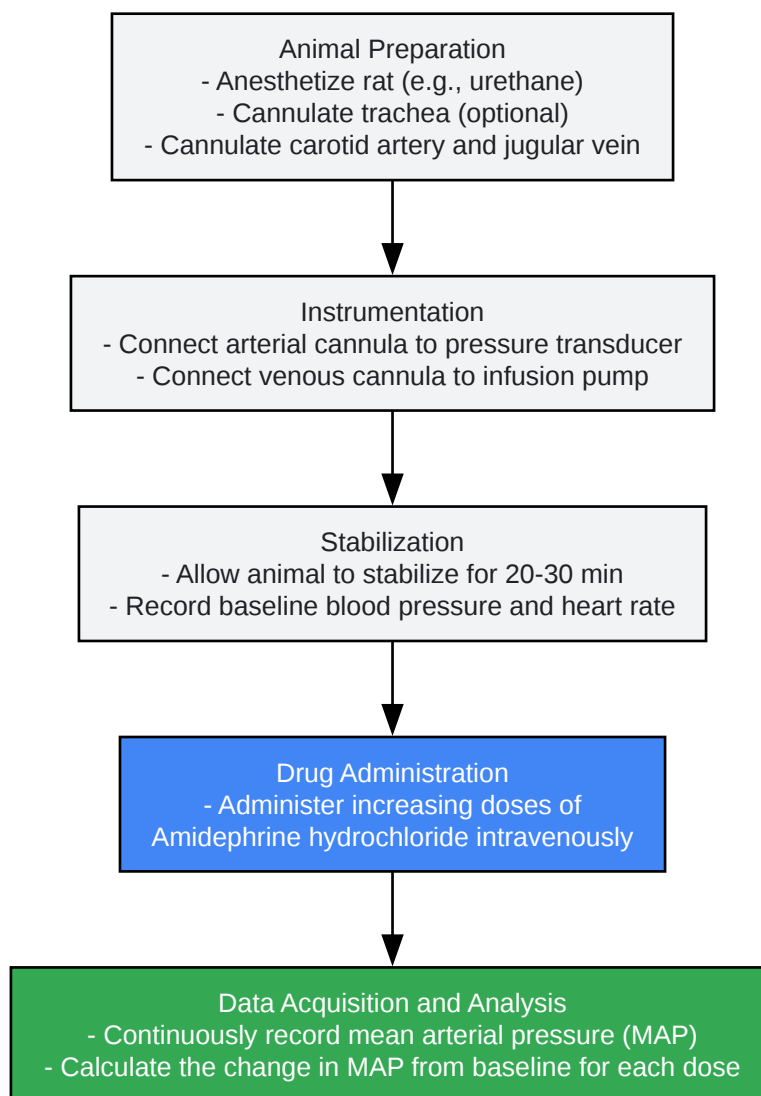 Animal Preparation
- Anesthetize rat (e.g., urethane)
- Cannulate trachea (optional)
- Cannulate carotid artery and jugular vein
Instrumentation
- Connect arterial cannula to pressure transducer
- Connect venous cannula to infusion pump
Stabilization
- Allow animal to stabilize for 20-30 min
- Record baseline blood pressure and heart rate
Drug Administration
- Administer increasing doses of
Amidephrine hydrochloride intravenously
Data Acquisition and Analysis
- Continuously record mean arterial pressure (MAP)
- Calculate the change in MAP from baseline for each dose